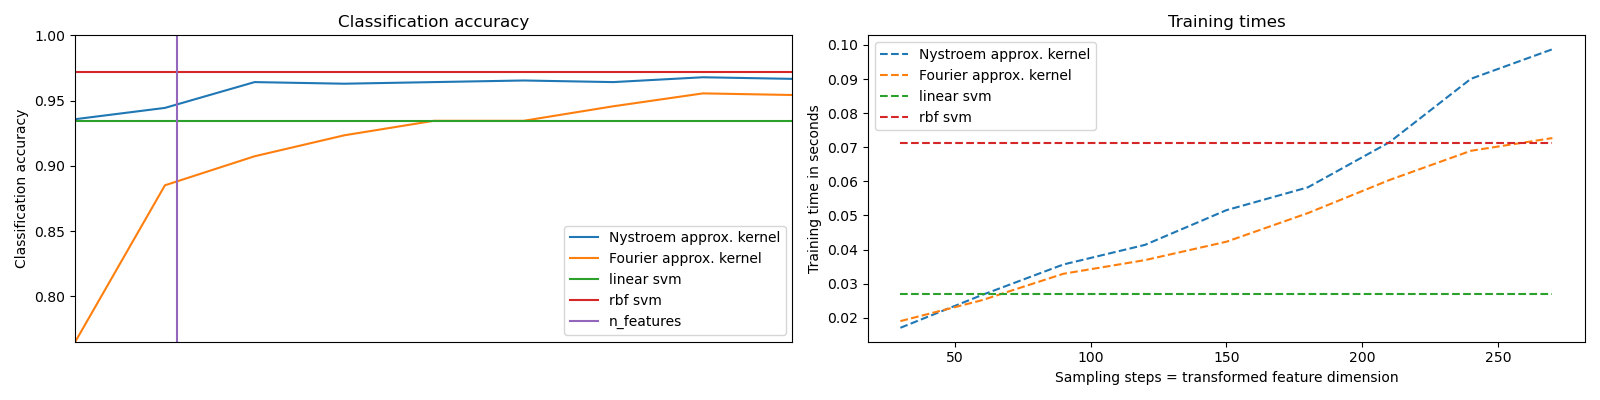 Classification accuracy
Classification accuracy
1.00
0.95
0.90
0.85
0.80
Nystroem approx. kernel
Fourier approx. kernel
linear svm
rbf svm
n_features
Training times
Training time in seconds
0.10
0.09
0.08
0.07
0.06
0.05
0.04
0.03
0.02
Nystroem approx. kernel
Fourier approx. kernel
linear svm
rbf svm
50
100
150
200
250
Sampling steps = transformed feature dimension